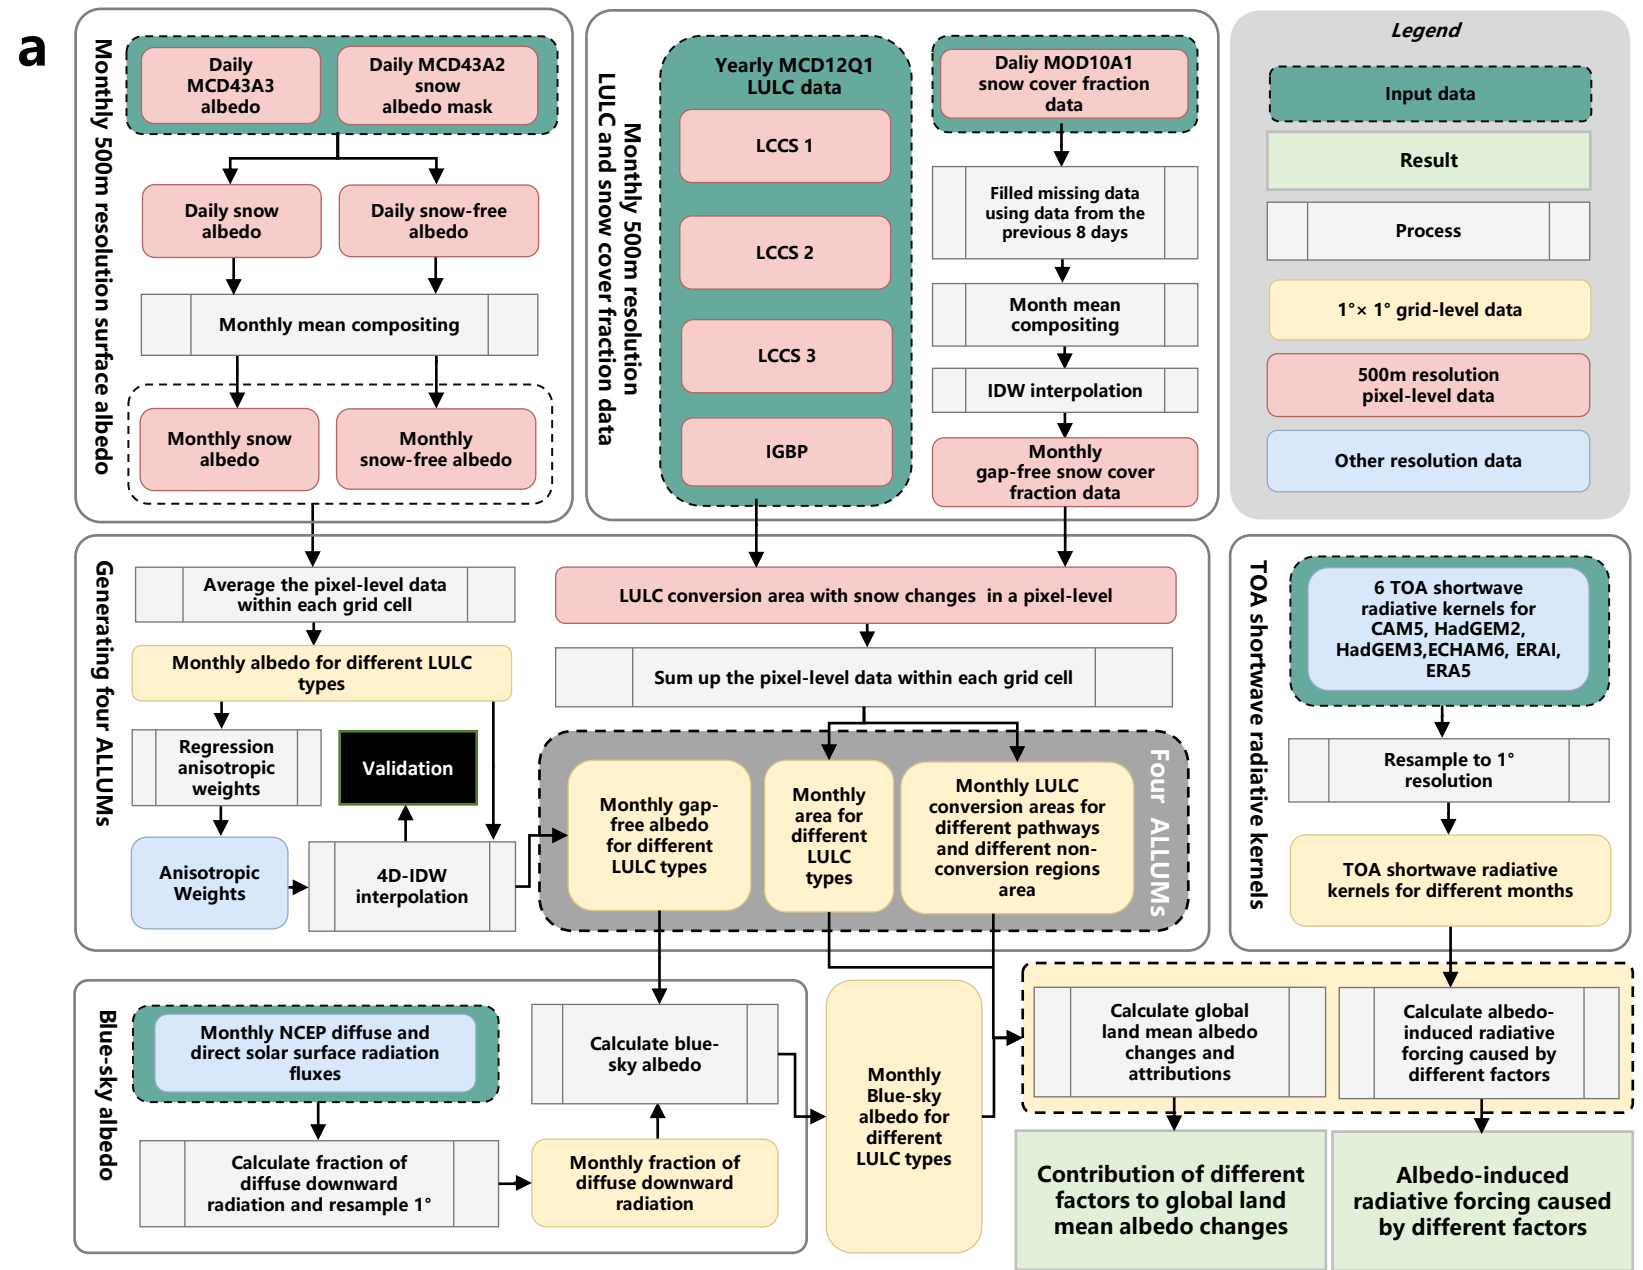 a
Monthly 500m resolution surface albedo
Daily
MCD43A3
albedo
Daily MCD43A2
snow
albedo mask
Daily snow
albedo
Daily snow-free
albedo
Monthly mean compositing
Monthly snow
albedo
Monthly
snow-free albedo
Monthly 500m resolution
LULC and snow cover fraction data
Yearly MCD12Q1
LULC data
LCCS 1
LCCS 2
LCCS 3
IGBP
Daliy MOD10A1
snow cover fraction
data
Filled missing data
using data from the
previous 8 days
Month mean
compositing
IDW interpolation
Monthly
gap-free snow cover
fraction data
Legend
Input data
Result
Process
1°× 1° grid-level data
500m resolution
pixel-level data
Other resolution data
Generating four ALLUMs
Average the pixel-level data
within each grid cell
Monthly albedo for different LULC
types
Regression
anisotropic
weights
Validation
Anisotropic
Weights
4D-IDW
interpolation
LULC conversion area with snow changes in a pixel-level
Sum up the pixel-level data within each grid cell
Four ALLUMs
Monthly gap-
free albedo
for different
LULC types
Monthly
area for
different
LULC
types
Monthly LULC
conversion areas for
different pathways
and different non-
conversion regions
area
TOA shortwave radiative kernels
6 TOA shortwave
radiative kernels for
CAM5, HadGEM2,
HadGEM3,ECHAM6, ERAI,
ERA5
Resample to 1°
resolution
TOA shortwave radiative
kernels for different months
Blue-sky albedo
Monthly NCEP diffuse and
direct solar surface radiation
fluxes
Calculate fraction of
diffuse downward
radiation and resample 1°
Calculate blue-
sky albedo
Monthly fraction of
diffuse downward
radiation
Monthly
Blue-sky
albedo for
different
LULC types
Calculate global
land mean albedo
changes and
attributions
Calculate albedo-
induced radiative
forcing caused by
different factors
Contribution of different
factors to global land
mean albedo changes
Albedo-induced
radiative forcing caused
by different factors